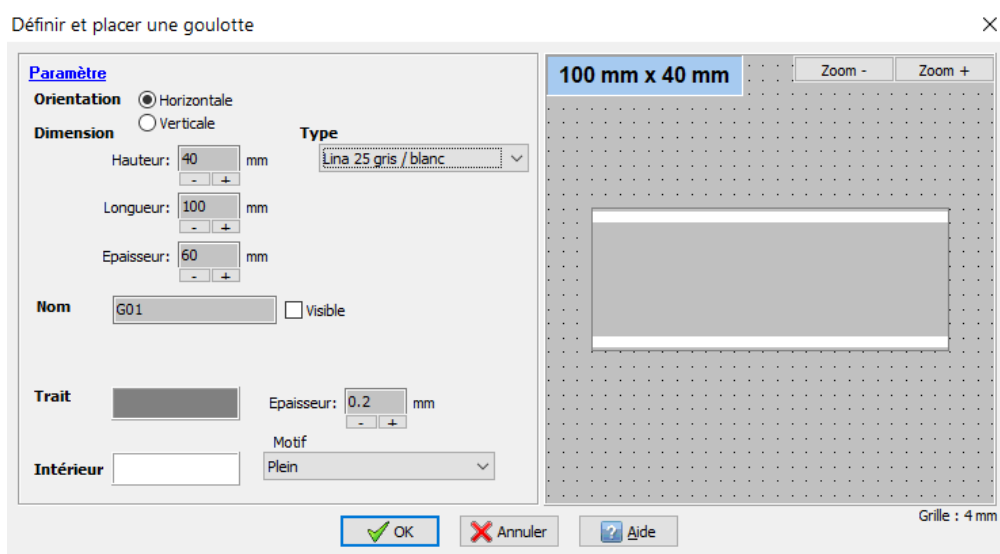 Définir et placer une goulotte
Paramètre
Orientation Horizontale
Verticale
Dimension
Type
Hauteur: 40 mm
Lina 25 gris / blanc
- +
Longueur: 100 mm
- +
Epaisseur: 60 mm
- +
Nom G01 Visible
Trait
Epaisseur: 0.2 mm
- +
Motif
Intérieur
Plein
100 mm x 40 mm
Zoom -
Zoom +
Grille : 4 mm
OK
Annuler
Aide